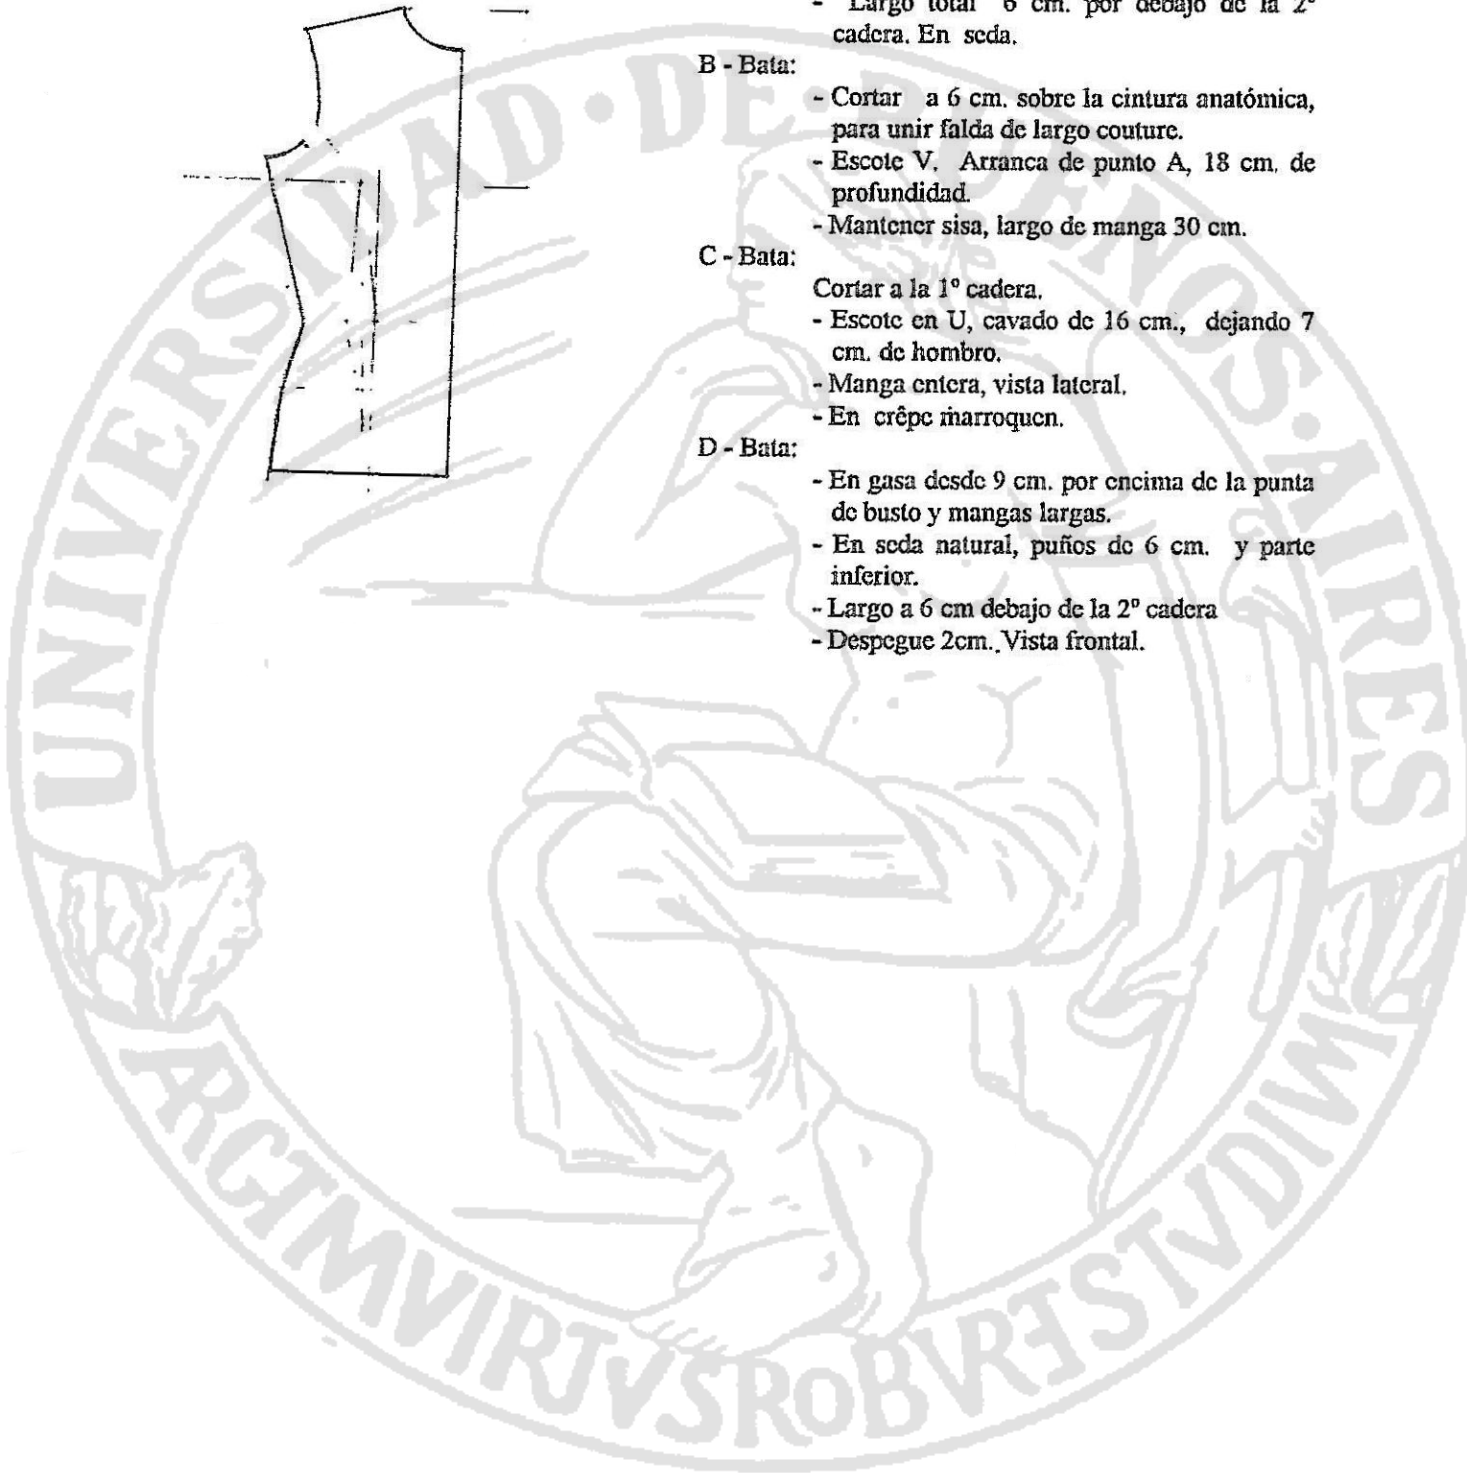 - Largo total 6 cm. por debajo de la 2º
cadera. En seda.
B - Bata:
- Cortar a 6 cm. sobre la cintura anatómica,
para unir falda de largo couture.
- Escote V. Arranca de punto A, 18 cm. de
profundidad.
- Mantener sisa, largo de manga 30 cm.
C - Bata:
Cortar a la 1º cadera.
- Escote en U, cavado de 16 cm., dejando 7
cm. de hombro.
- Manga entera, vista lateral.
- En crêpe marroquen.
D - Bata:
- En gasa desde 9 cm. por encima de la punta
de busto y mangas largas.
- En seda natural, puños de 6 cm. y parte
inferior.
- Largo a 6 cm debajo de la 2º cadera
- Despegue 2cm. Vista frontal.
UNIVERSIDAD • DE • BUENOS • AIRES
ARGTMVIRTVSROBVRETSTVDIVM